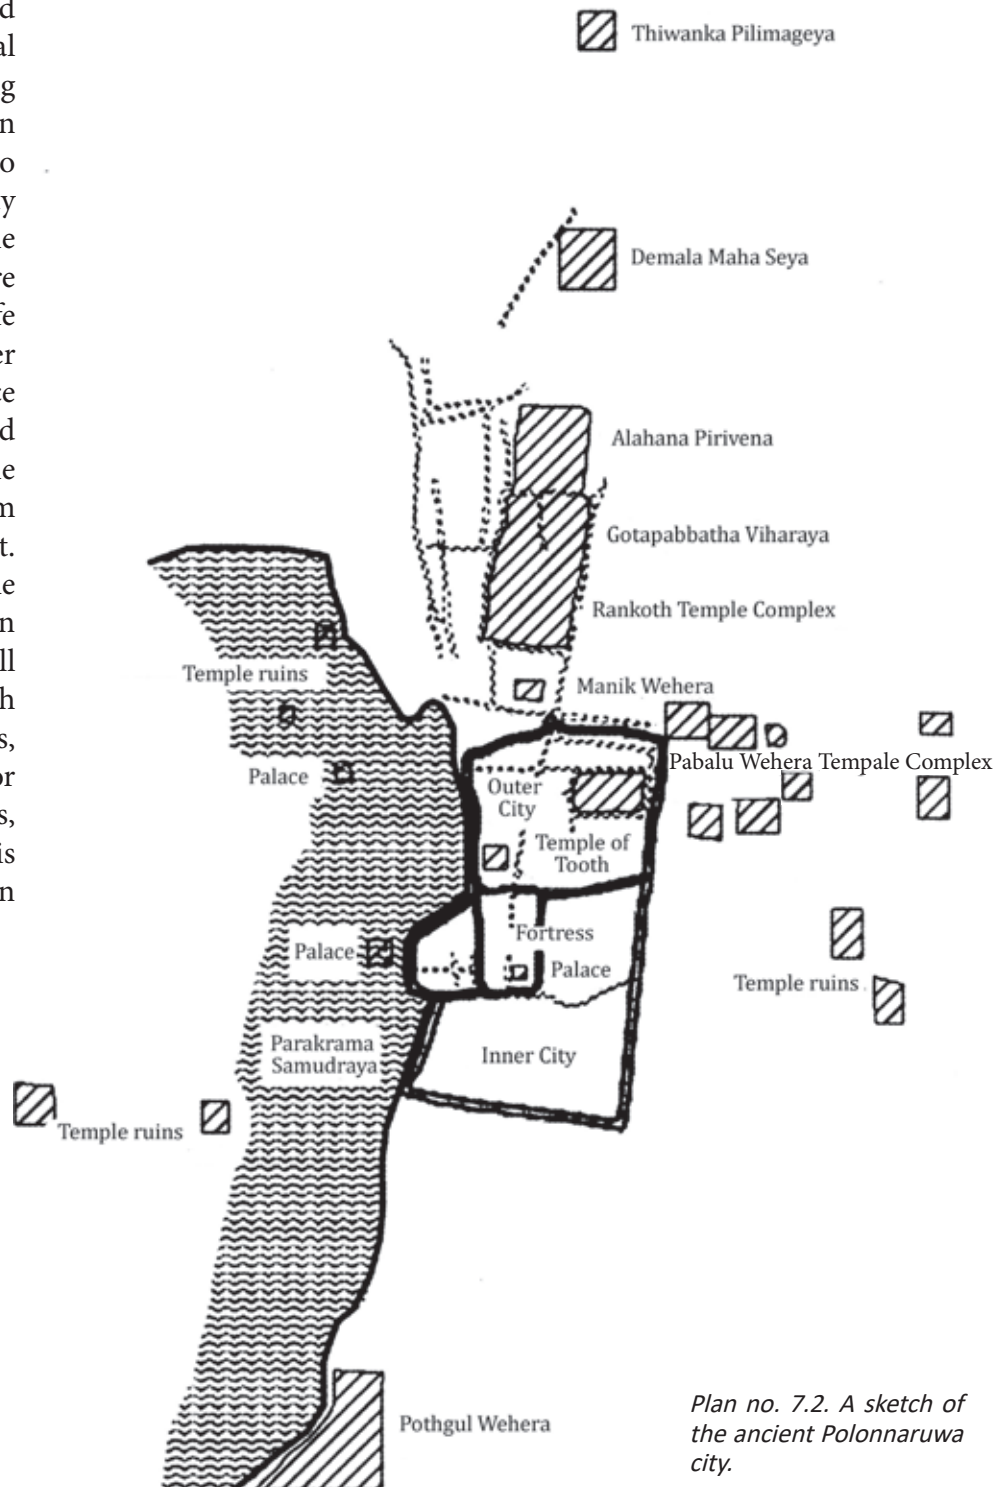 Thiwanka Pilimageya
Demala Maha Seya
Alahana Pirivena
Gotapabbatha Viharaya
Rankoth Temple Complex
Temple ruins
Manik Wehera
Pabalu Wehera Tempale Complex
Palace
Outer
City
Temple of
Tooth
Fortress
Palace
Palace
Temple ruins
Parakrama
Samudraya
Inner City
Temple ruins
Pothgul Wehera
Plan no. 7.2. A sketch of
the ancient Polonnaruwa
city.